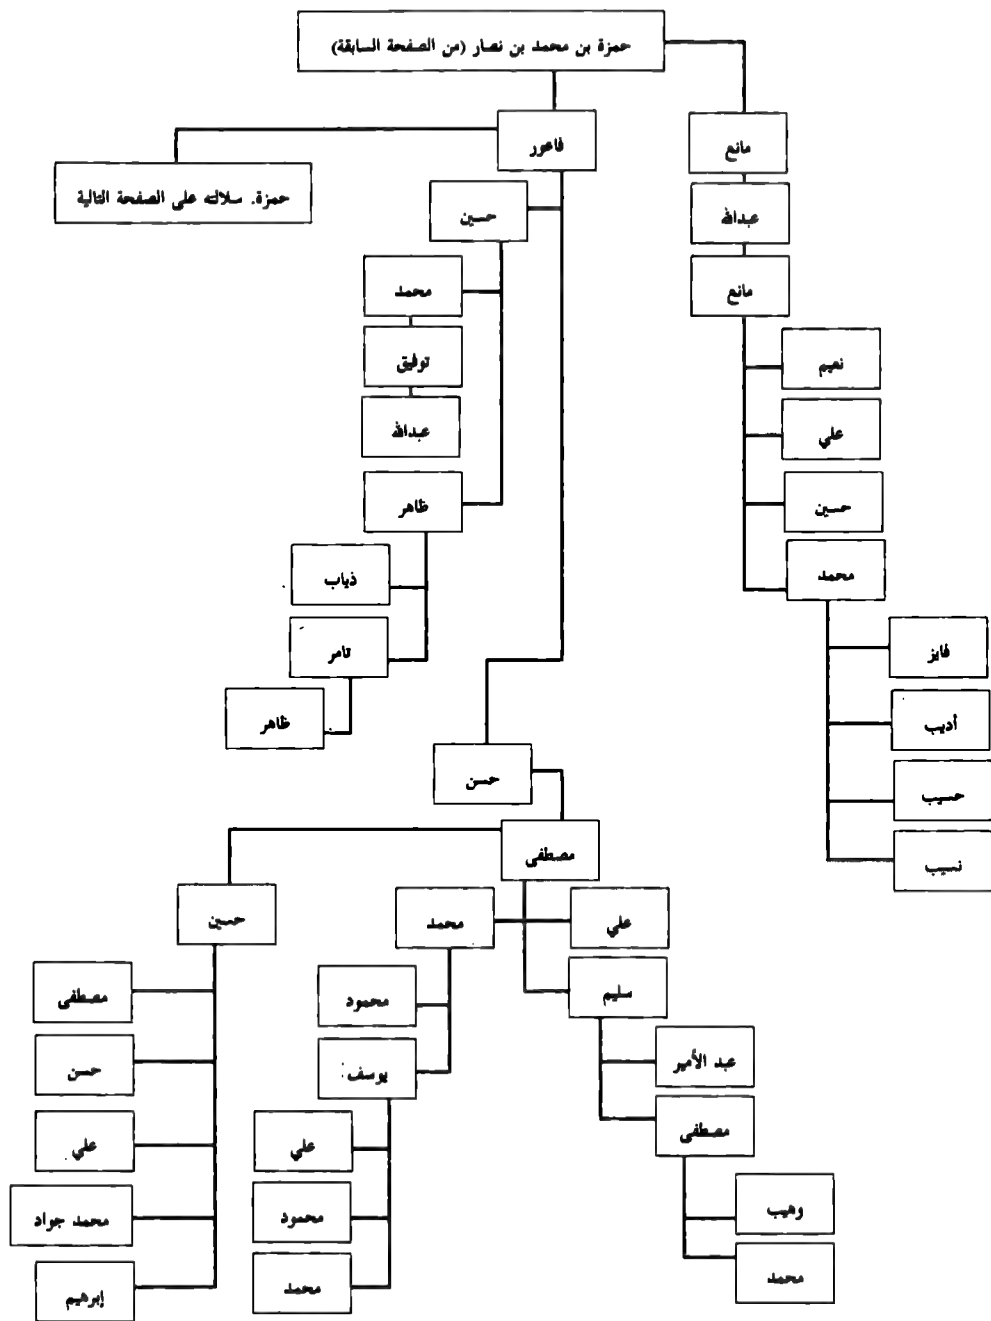 حمزة بن محمد بن نصار (من الصفحة السابقة)
فاعور
مانع
حمزة. سلالته على الصفحة التالية
حسين
عبدالله
محمد
مانع
توفيق
نعيم
عبدالله
علي
ظاهر
حسين
ذياب
محمد
تامر
فايز
ظاهر
أديب
حسن
حسيب
مصطفى
نسيب
حسين
محمد
علي
مصطفى
محمود
سليم
حسن
يوسف
عبد الأمير
علي
علي
مصطفى
محمد جواد
محمود
وهيب
إبرهيم
محمد
محمد